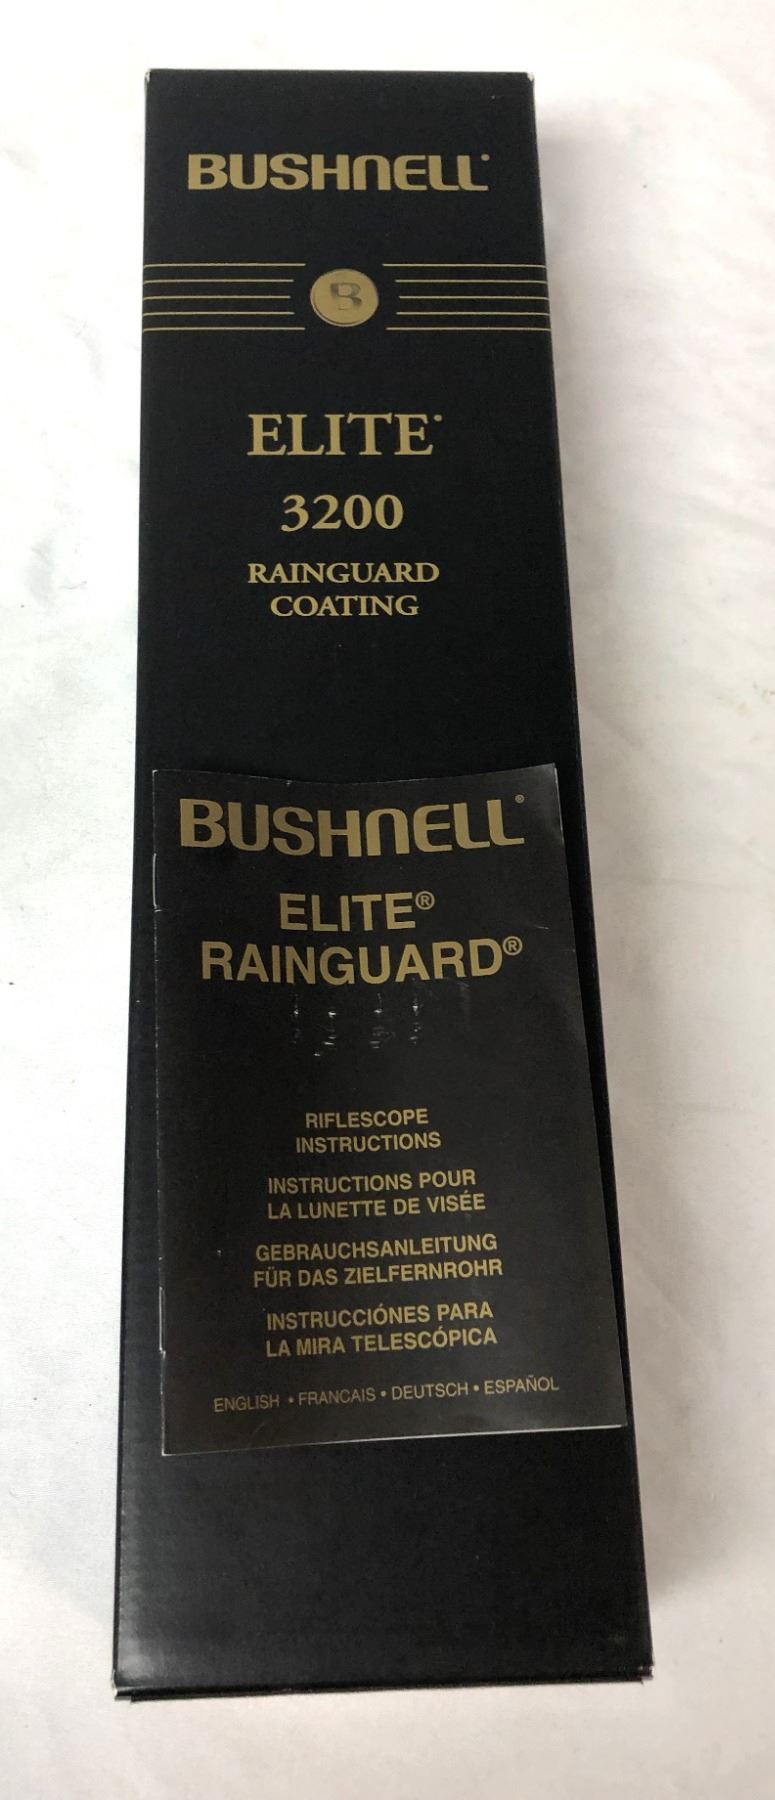 BUSHNELL
B
ELITE
3200
RAINGUARD
COATING
BUSHNELL®
ELITE®
RAINGUARD®
RIFLESCOPE
INSTRUCTIONS
INSTRUCTIONS POUR
LA LUNETTE DE VISÉE
GEBRAUCHSANLEITUNG
FÜR DAS ZIELFERNROHR
INSTRUCCIÓNES PARA
LA MIRA TELESCÓPICA
ENGLISH • FRANCAIS • DEUTSCH • ESPAÑOL